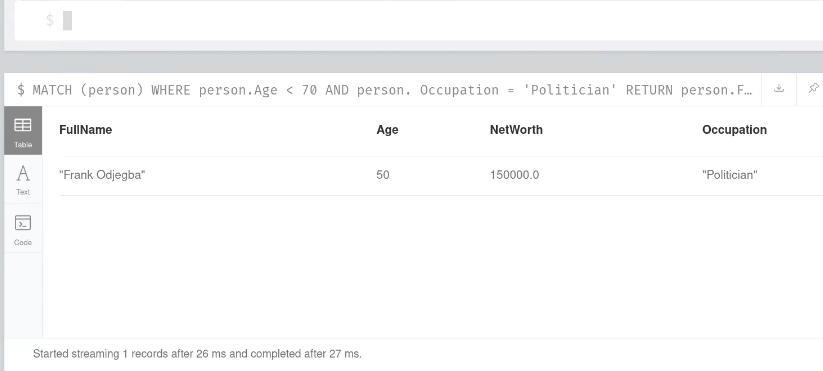 $
$ MATCH (person) WHERE person.Age < 70 AND person. Occupation = 'Politician' RETURN person.F…
Table
FullName Age NetWorth Occupation
"Frank Odjegba" 50 150000.0 "Politician"
Text
Code
Started streaming 1 records after 26 ms and completed after 27 ms.